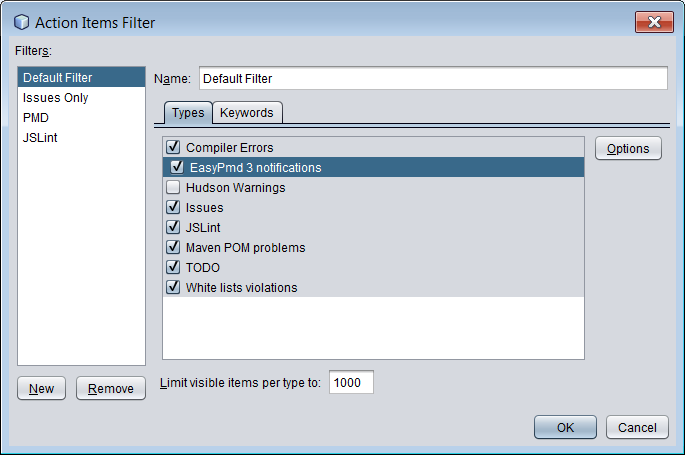 Action Items Filter
Filters:
Default Filter
Issues Only
PMD
JSLint
Name: Default Filter
Types Keywords
Compiler Errors
EasyPmd 3 notifications
Hudson Warnings
Issues
JSLint
Maven POM problems
TODO
White lists violations
Options
Limit visible items per type to: 1000
New Remove
OK Cancel